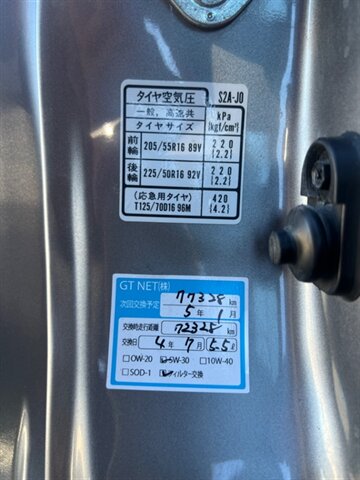 タイヤ空気圧 S2A-J0
一般、高速共 kPa
タイヤサイズ {kgf/cm²}
前輪 205/55R16 89V 220 {2.2}
後輪 225/50R16 92V 220 {2.2}
(応急用タイヤ) 420
T125/70D16 96M {4.2}
GT NET(株)
次回交換予定 77328 km
5年 1月
交換時走行距離 72328 km
交換日 4年 7月 5.5ℓ
□0W-20 ☑5W-30 □10W-40
□SOD-1 ☑フィルター交換